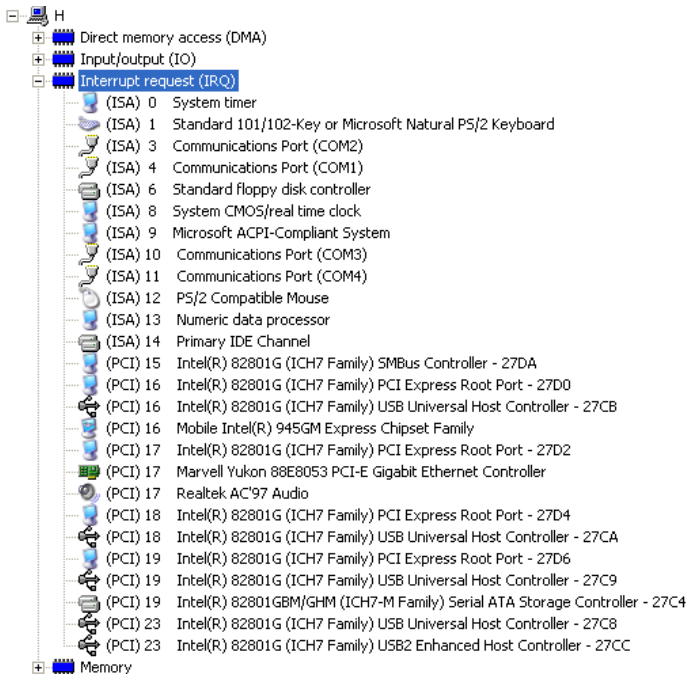 H
Direct memory access (DMA)
Input/output (IO)
Interrupt request (IRQ)
(ISA) 0 System timer
(ISA) 1 Standard 101/102-Key or Microsoft Natural PS/2 Keyboard
(ISA) 3 Communications Port (COM2)
(ISA) 4 Communications Port (COM1)
(ISA) 6 Standard floppy disk controller
(ISA) 8 System CMOS/real time clock
(ISA) 9 Microsoft ACPI-Compliant System
(ISA) 10 Communications Port (COM3)
(ISA) 11 Communications Port (COM4)
(ISA) 12 PS/2 Compatible Mouse
(ISA) 13 Numeric data processor
(ISA) 14 Primary IDE Channel
(PCI) 15 Intel(R) 82801G (ICH7 Family) SMBus Controller - 27DA
(PCI) 16 Intel(R) 82801G (ICH7 Family) PCI Express Root Port - 27D0
(PCI) 16 Intel(R) 82801G (ICH7 Family) USB Universal Host Controller - 27CB
(PCI) 16 Mobile Intel(R) 945GM Express Chipset Family
(PCI) 17 Intel(R) 82801G (ICH7 Family) PCI Express Root Port - 27D2
(PCI) 17 Marvell Yukon 88E8053 PCI-E Gigabit Ethernet Controller
(PCI) 17 Realtek AC'97 Audio
(PCI) 18 Intel(R) 82801G (ICH7 Family) PCI Express Root Port - 27D4
(PCI) 18 Intel(R) 82801G (ICH7 Family) USB Universal Host Controller - 27CA
(PCI) 19 Intel(R) 82801G (ICH7 Family) PCI Express Root Port - 27D6
(PCI) 19 Intel(R) 82801G (ICH7 Family) USB Universal Host Controller - 27C9
(PCI) 19 Intel(R) 82801GBM/GHM (ICH7-M Family) Serial ATA Storage Controller - 27C4
(PCI) 23 Intel(R) 82801G (ICH7 Family) USB Universal Host Controller - 27C8
(PCI) 23 Intel(R) 82801G (ICH7 Family) USB2 Enhanced Host Controller - 27CC
Memory